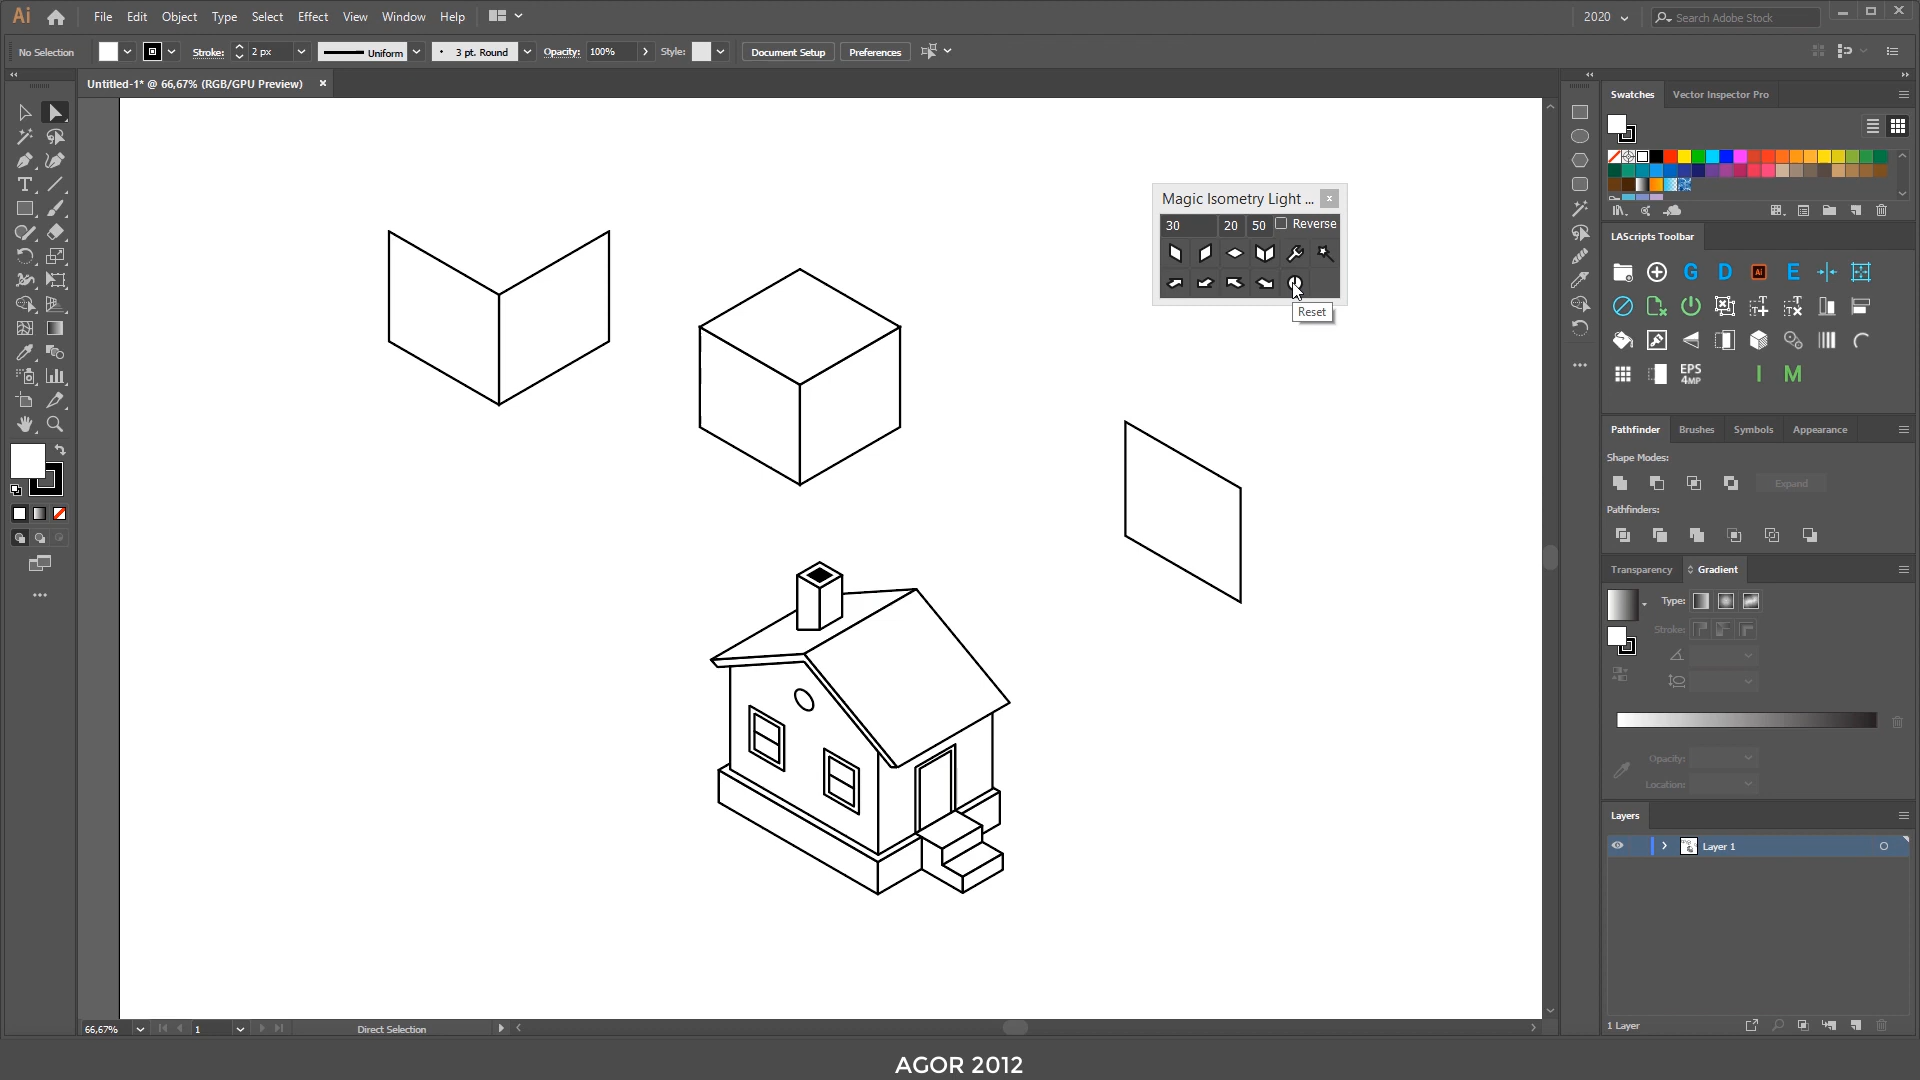 Ai File Edit Object Type Select Effect View Window Help 2020 Search Adobe Stock
No Selection Stroke: 2 px Uniform 3 pt. Round Opacity: 100% Style: Document Setup Preferences
Untitled-1* @ 66,67% (RGB/GPU Preview)
Swatches Vector Inspector Pro
Magic Isometry Light ...
30 20 50 Reverse
Reset
LAScripts Toolbar
G D Ai E
EPS
4MP
I M
Pathfinder Brushes Symbols Appearance
Shape Modes:
Expand
Pathfinders:
Transparency Gradient
Type:
Stroke:
Opacity:
Location:
Layers
Layer 1
1 Layer
66,67% 1 Direct Selection
AGOR 2012